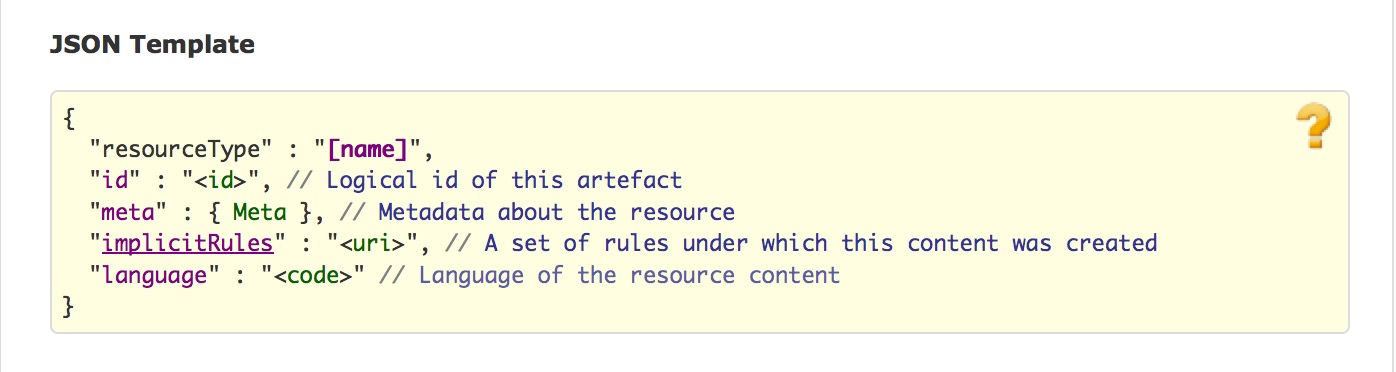 JSON Template
{
"resourceType" : "[name]",
"id" : "<id>", // Logical id of this artefact
"meta" : { Meta }, // Metadata about the resource
"implicitRules" : "<uri>", // A set of rules under which this content was created
"language" : "<code>" // Language of the resource content
}